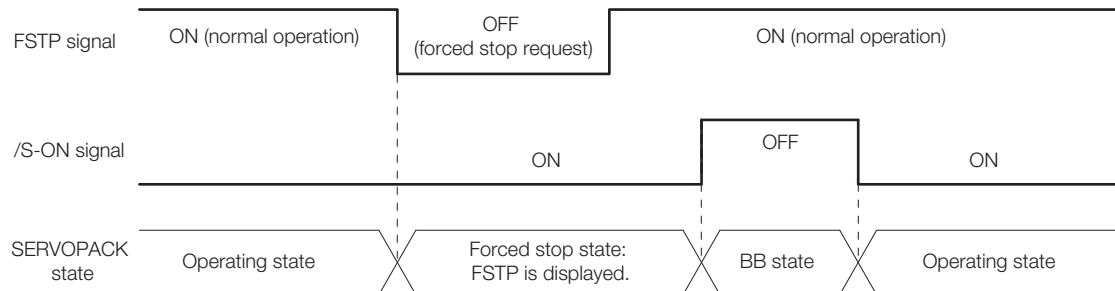 FSTP signal
ON (normal operation)
OFF
(forced stop request)
ON (normal operation)
/S-ON signal
ON
OFF
ON
SERVOPACK
state
Operating state
Forced stop state:
FSTP is displayed.
BB state
Operating state